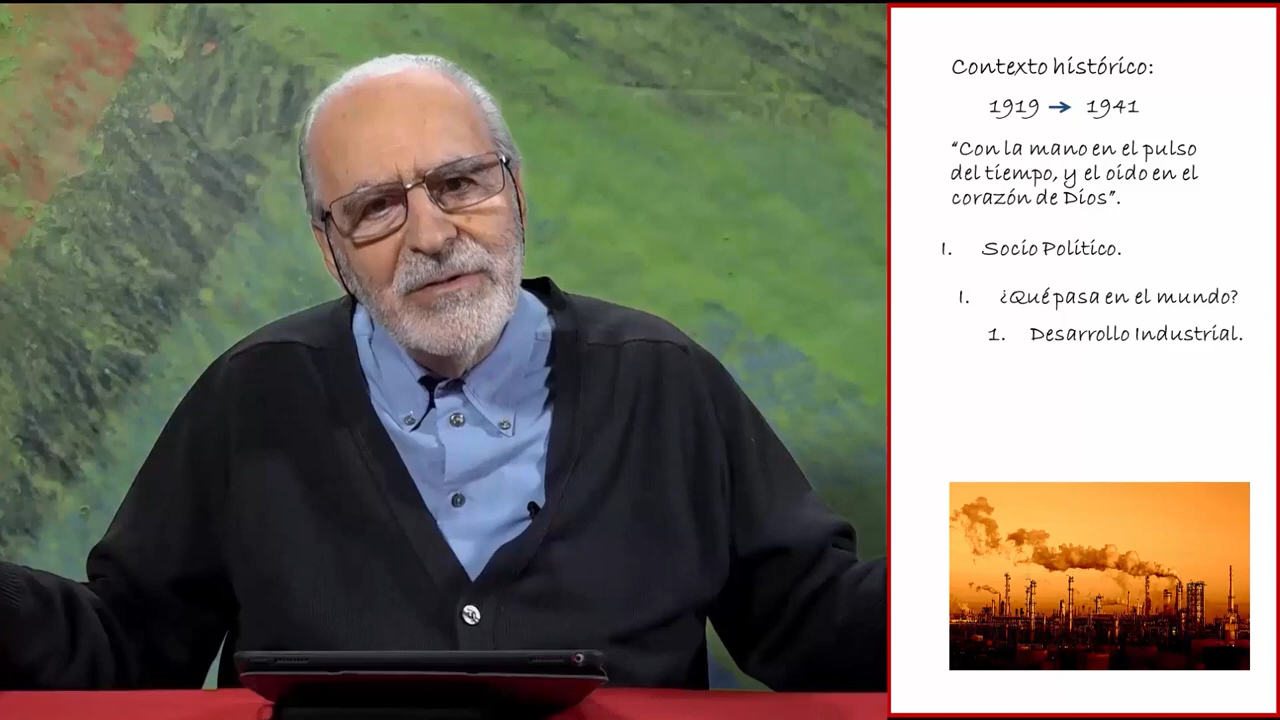 Contexto histórico:
1919 → 1941
“Con la mano en el pulso
del tiempo, y el oído en el
corazón de Dios”.
I. Socio Político.
I. ¿Qué pasa en el mundo?
1. Desarrollo Industrial.